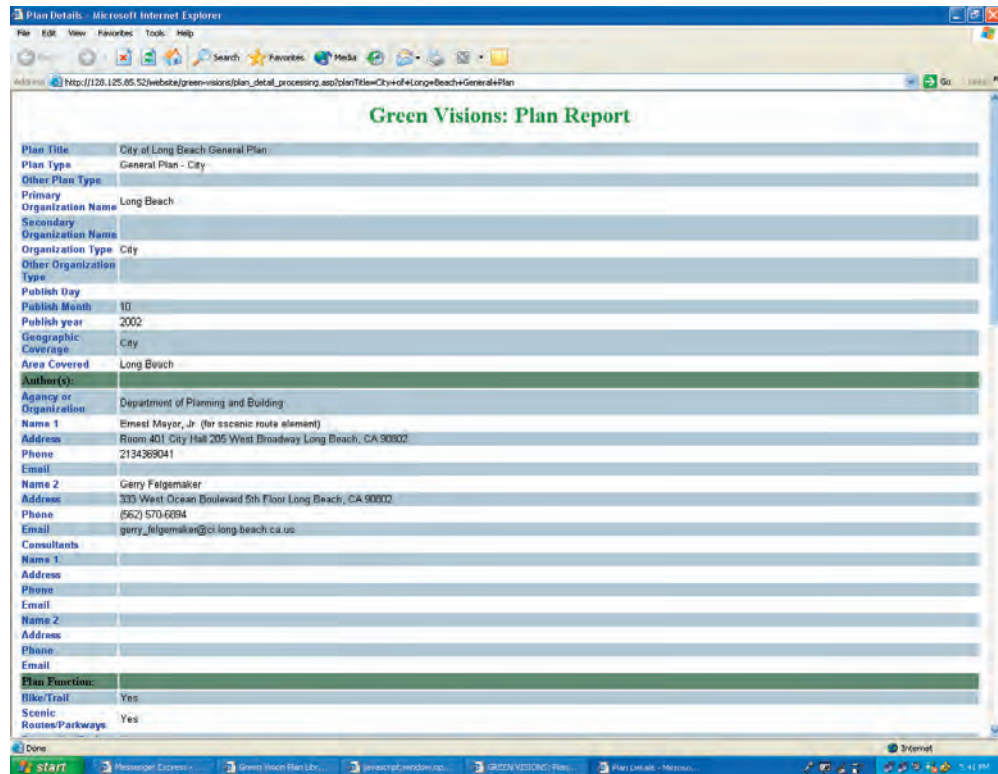 Plan Details - Microsoft Internet Explorer
File Edit View Favorites Tools Help
Search Favorites Media
Address http://128.125.85.52/website/green-visions/plan_detail_processing.asp?planTitle=City+of+Long+Beach+General+Plan Go
Green Visions: Plan Report
Plan Title City of Long Beach General Plan
Plan Type General Plan - City
Other Plan Type
Primary
Organization Name Long Beach
Secondary
Organization Name
Organization Type City
Other Organization
Type
Publish Day
Publish Month 10
Publish year 2002
Geographic
Coverage City
Area Covered Long Beach
Author(s):
Agancy or
Organization Department of Planning and Building
Name 1 Ernest Mayor, Jr. (for sscenic route element)
Address Room 401 City Hall 205 West Broadway Long Beach, CA 90802
Phone 2134369041
Email
Name 2 Gerry Felgemaker
Address 333 West Ocean Boulevard 5th Floor Long Beach, CA 90802
Phone (562) 570-6894
Email gerry_felgemaker@ci.long-beach.ca.us
Consultants
Name 1
Address
Phone
Email
Name 2
Address
Phone
Email
Plan Function:
Bike/Trail Yes
Scenic
Routes/Parkways Yes
Done Internet
start Messenger Express - ... Green Vision Plan Libr... javascript:window.op... GREEN VISIONS: Plan... Plan Details - Microso... 5:41 PM